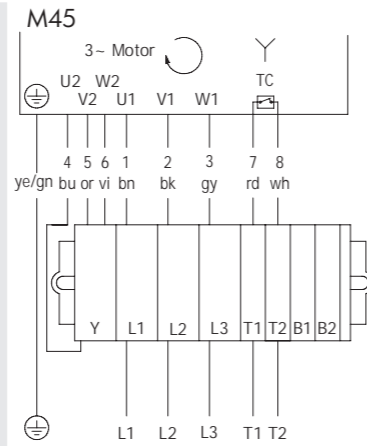 M45
3~ Motor
TC
U2 W2
V2 U1 V1 W1
4 5 6 1 2 3 7 8
ye/gn bu or vi bn bk gy rd wh
Y L1 L2 L3 T1 T2 B1 B2
L1 L2 L3 T1 T2